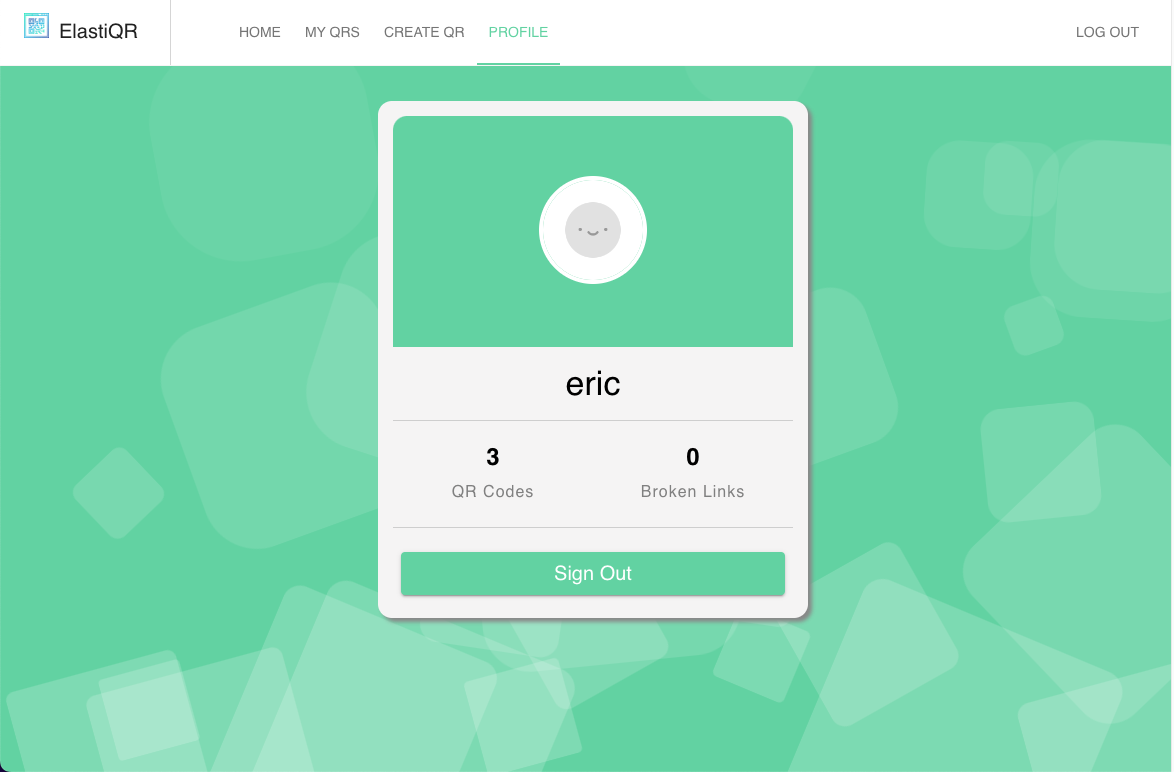 ElastiQR HOME MY QRS CREATE QR PROFILE LOG OUT
eric
3 0
QR Codes Broken Links
Sign Out